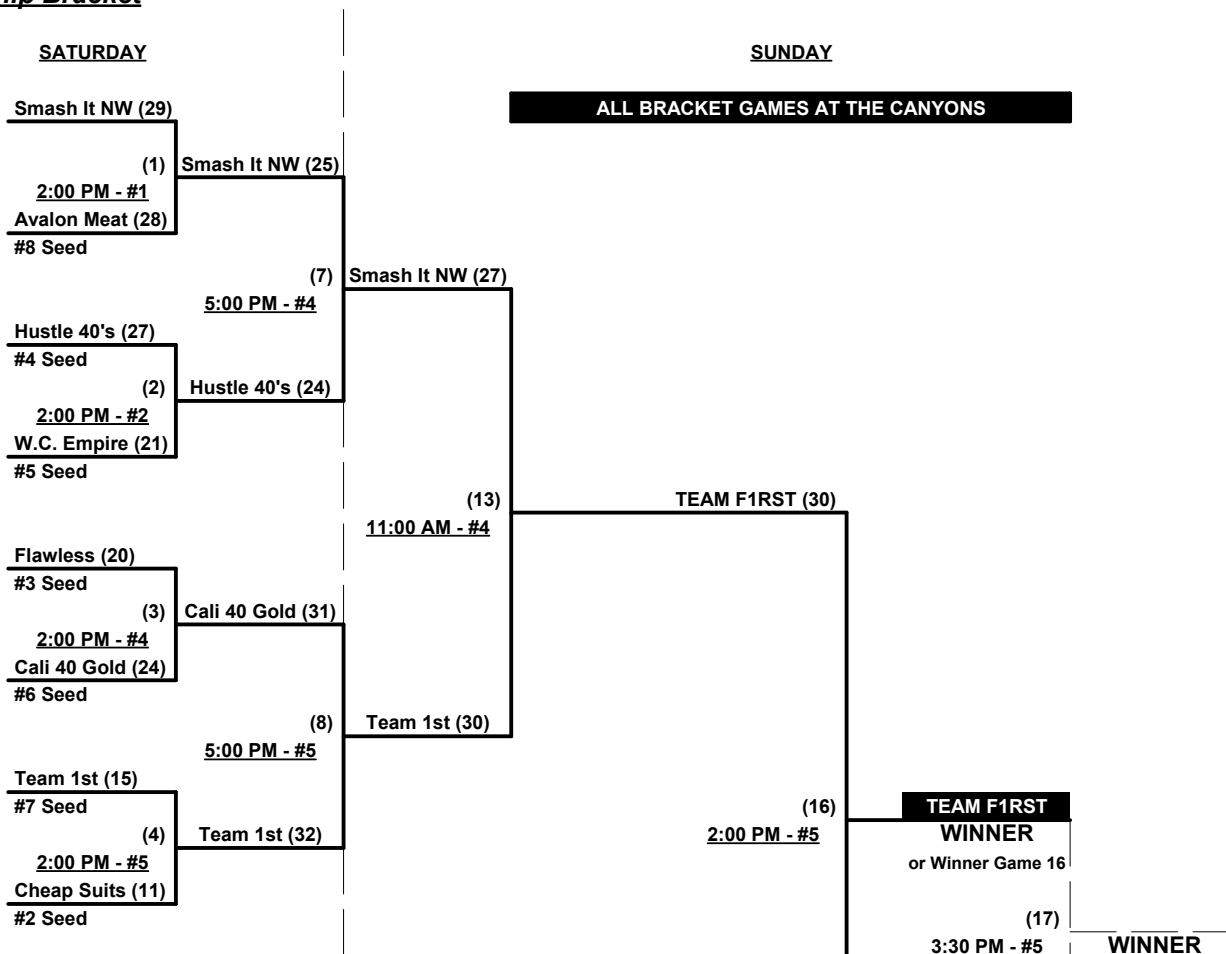 SATURDAY
SUNDAY
Smash It NW (29)
ALL BRACKET GAMES AT THE CANYONS
(1)
Smash It NW (25)
2:00 PM - #1
Avalon Meat (28)
#8 Seed
(7)
Smash It NW (27)
5:00 PM - #4
Hustle 40's (27)
#4 Seed
(2)
Hustle 40's (24)
2:00 PM - #2
W.C. Empire (21)
#5 Seed
(13)
TEAM F1RST (30)
11:00 AM - #4
Flawless (20)
#3 Seed
(3)
Cali 40 Gold (31)
2:00 PM - #4
Cali 40 Gold (24)
#6 Seed
(8)
Team 1st (30)
5:00 PM - #5
Team 1st (15)
#7 Seed
(16)
TEAM F1RST
(4)
Team 1st (32)
2:00 PM - #5
WINNER
2:00 PM - #5
or Winner Game 16
Cheap Suits (11)
#2 Seed
(17)
3:30 PM - #5
WINNER